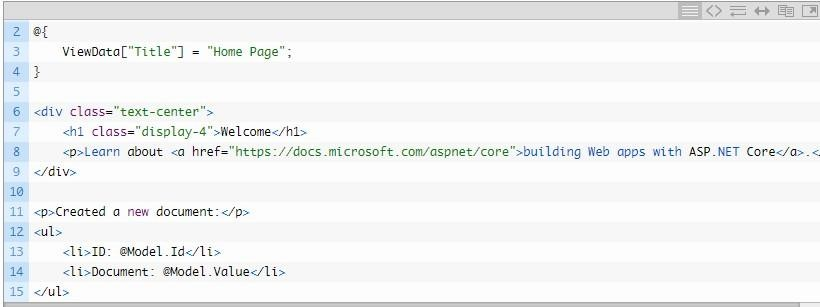 2 @{
3     ViewData["Title"] = "Home Page";
4 }
5
6 <div class="text-center">
7     <h1 class="display-4">Welcome</h1>
8     <p>Learn about <a href="https://docs.microsoft.com/aspnet/core">building Web apps with ASP.NET Core</a>.<
9 </div>
10
11 <p>Created a new document:</p>
12 <ul>
13     <li>ID: @Model.Id</li>
14     <li>Document: @Model.Value</li>
15 </ul>